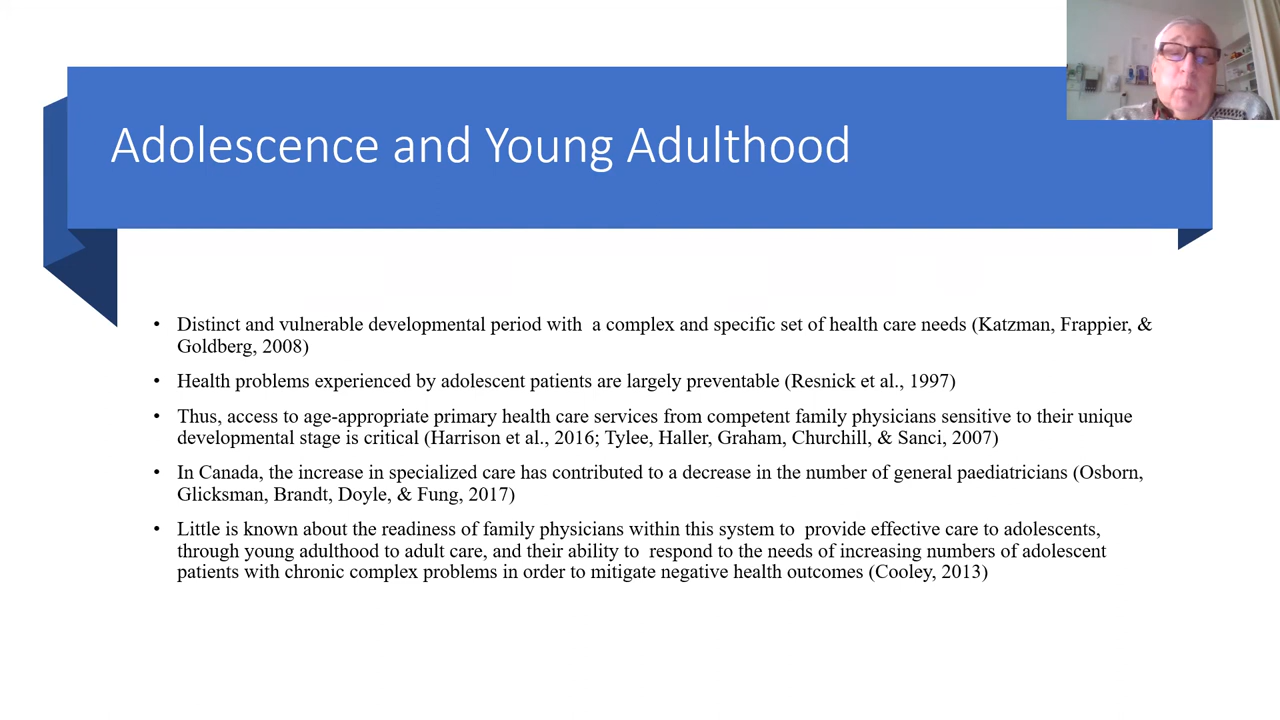 Adolescence and Young Adulthood
• Distinct and vulnerable developmental period with  a complex and specific set of health care needs (Katzman, Frappier, &
Goldberg, 2008)
• Health problems experienced by adolescent patients are largely preventable (Resnick et al., 1997)
• Thus, access to age-appropriate primary health care services from competent family physicians sensitive to their unique
developmental stage is critical (Harrison et al., 2016; Tylee, Haller, Graham, Churchill, & Sanci, 2007)
• In Canada, the increase in specialized care has contributed to a decrease in the number of general paediatricians (Osborn,
Glicksman, Brandt, Doyle, & Fung, 2017)
• Little is known about the readiness of family physicians within this system to  provide effective care to adolescents,
through young adulthood to adult care, and their ability to  respond to the needs of increasing numbers of adolescent
patients with chronic complex problems in order to mitigate negative health outcomes (Cooley, 2013)